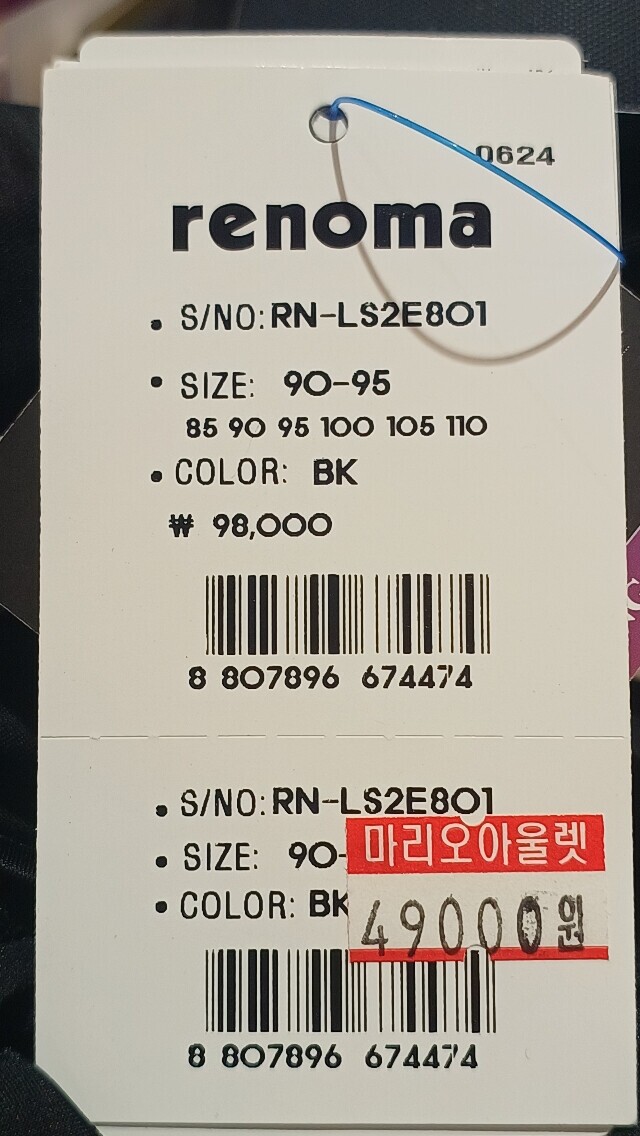 0624
renoma
• S/NO: RN-LS2E801
• SIZE: 90-95
85 90 95 100 105 110
• COLOR: BK
₩ 98,000
8 807896 674474
• S/NO: RN-LS2E801
• SIZE: 90-
• COLOR: BK
마리오아울렛
49000원
8 807896 674474